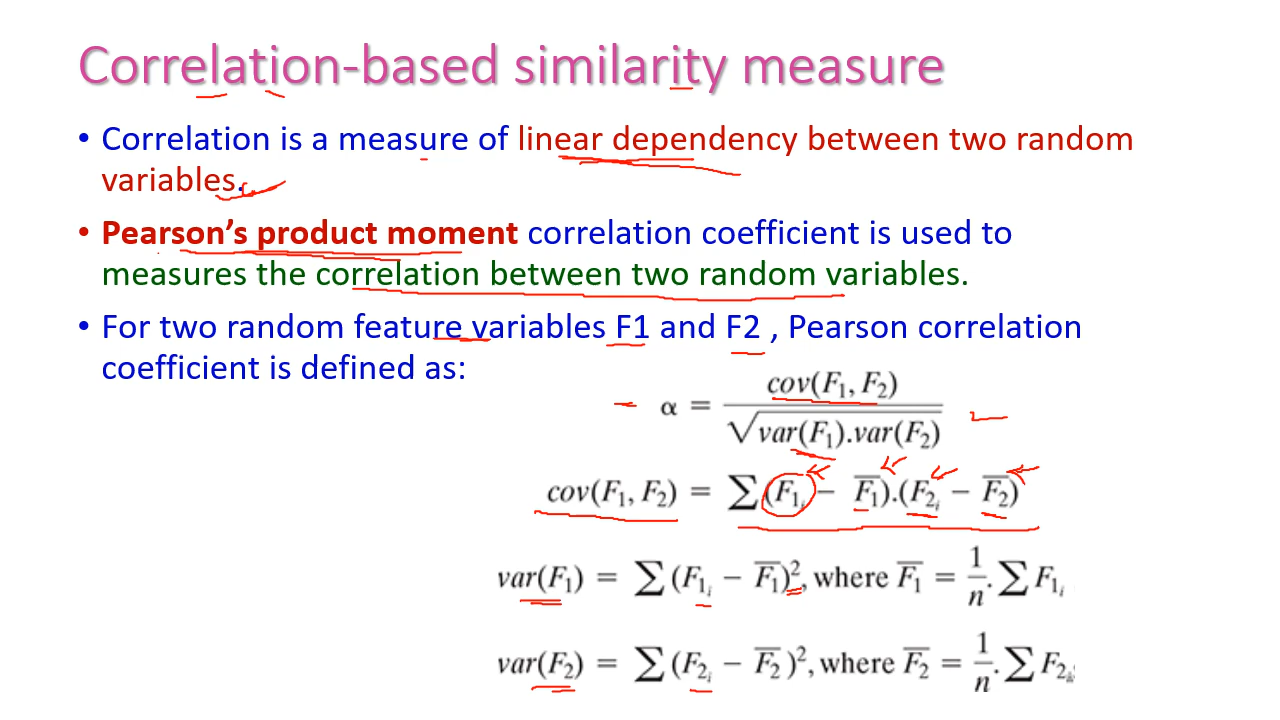 Correlation-based similarity measure
• Correlation is a measure of linear dependency between two random
variables.
• Pearson's product moment correlation coefficient is used to
measures the correlation between two random variables.
• For two random feature variables F1 and F2 , Pearson correlation
coefficient is defined as:
α = cov(F₁, F₂) / √var(F₁).var(F₂)
cov(F₁, F₂) = ∑(F₁ᵢ − F̅₁).(F₂ᵢ − F̅₂)
var(F₁) = ∑(F₁ᵢ − F̅₁)², where F̅₁ = 1/n . ∑ F₁ᵢ
var(F₂) = ∑(F₂ᵢ − F̅₂)², where F̅₂ = 1/n . ∑ F₂